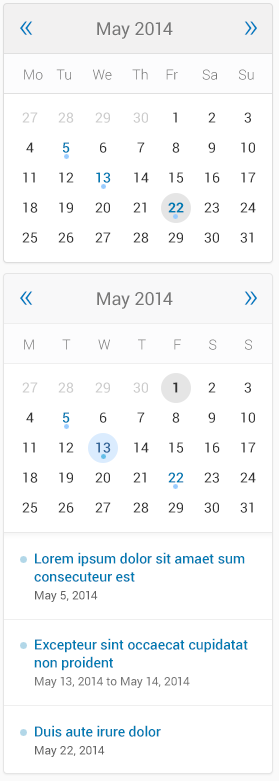 « May 2014 »
Mo Tu We Th Fr Sa Su
27 28 29 30 1 2 3
4 5 6 7 8 9 10
11 12 13 14 15 16 17
18 19 20 21 22 23 24
25 26 27 28 29 30 31
« May 2014 »
M T W T F S S
27 28 29 30 1 2 3
4 5 6 7 8 9 10
11 12 13 14 15 16 17
18 19 20 21 22 23 24
25 26 27 28 29 30 31
Lorem ipsum dolor sit amaet sum
consecuteur est
May 5, 2014
Excepteur sint occaecat cupidatat
non proident
May 13, 2014 to May 14, 2014
Duis aute irure dolor
May 22, 2014